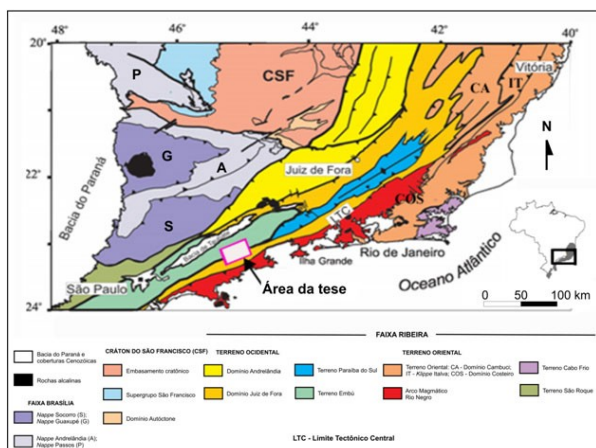 48° 46° 44° 42° 40°
20° 20°
P
CSF
Vitória
CA
IT
N
G
A
Juiz de Fora
22° 22°
S
Bacia do Paraná
LTC
COS
Rio de Janeiro
Ilha Grande
Oceano Atlântico
São Paulo
Área da tese
24° 24°
0 50 100 km
FAIXA RIBEIRA
Bacia do Paraná e
coberturas Cenozóicas
Rochas alcalinas
FAIXA BRASÍLIA
Nappe Socorro (S);
Nappe Guaxupé (G)
Nappe Andrelândia (A);
Nappe Passos (P)
CRÁTON DO SÃO FRANCISCO (CSF)
Embasamento cratônico
Supergrupo São Francisco
Domínio Autóctone
TERRENO OCIDENTAL
Domínio Andrelândia
Domínio Juiz de Fora
Terreno Paraíba do Sul
Terreno Embú
TERRENO ORIENTAL
Terreno Oriental: CA - Domínio Cambuci;
IT - Klippe Italva; COS - Domínio Costeiro
Arco Magmático
Rio Negro
Terreno Cabo Frio
Terreno São Roque
LTC - Limite Tectônico Central